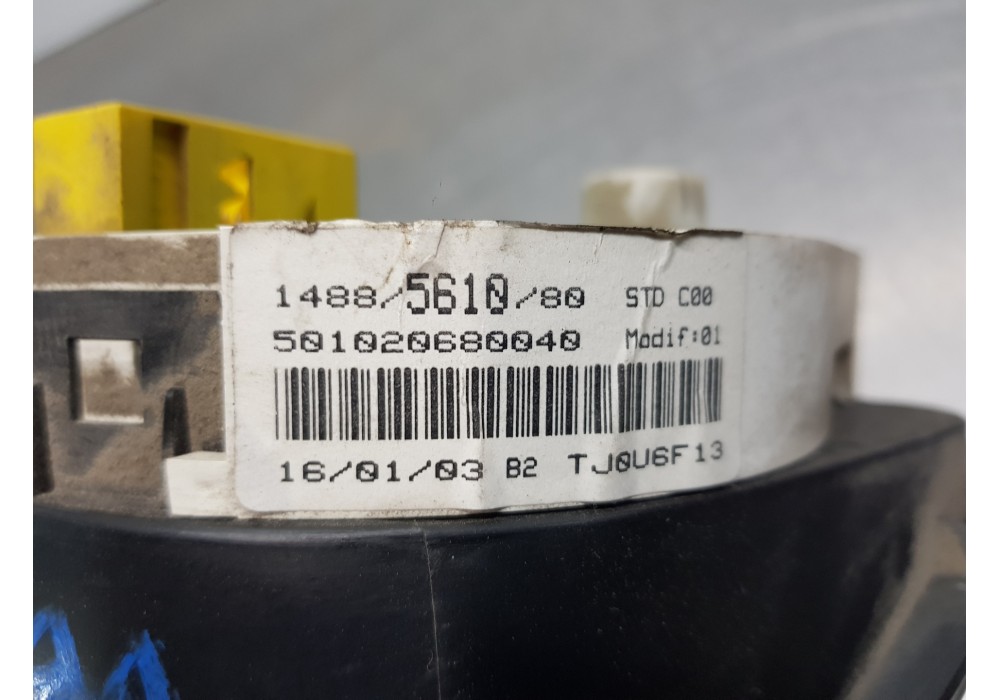 1488/5610/80 STD C00
501020680040 Modif:01
16/01/03 B2 TJ0U6F13